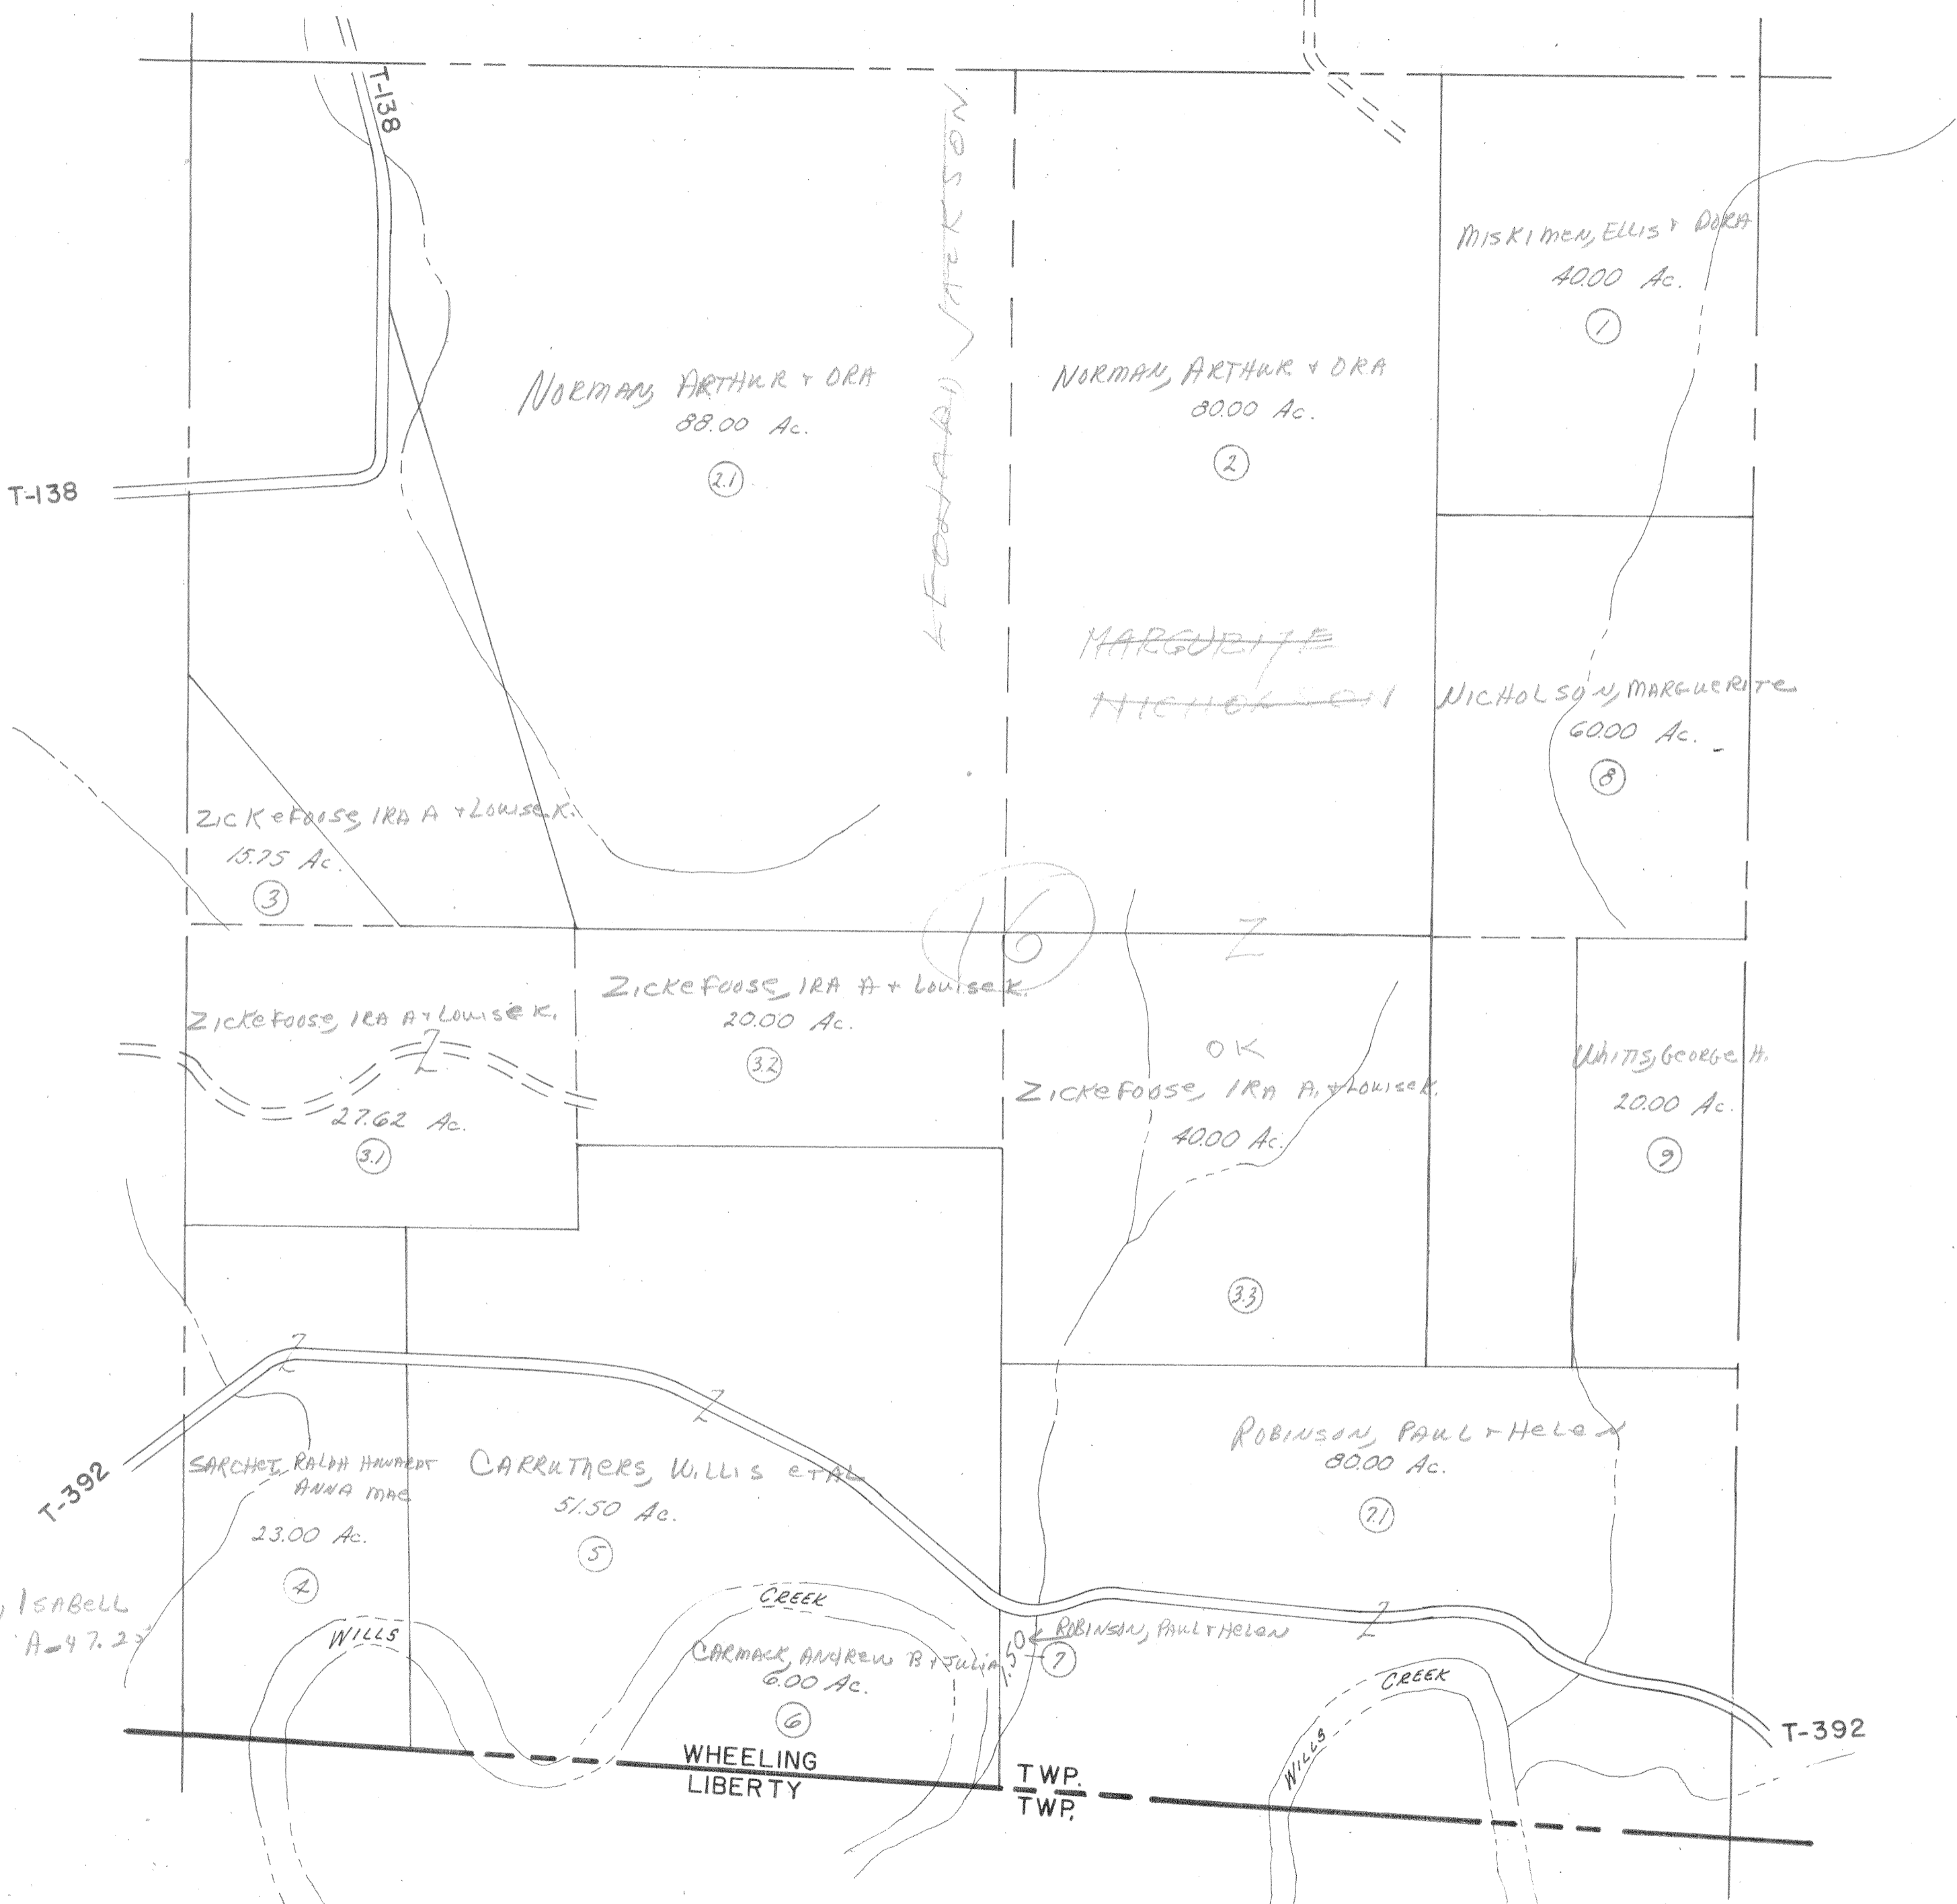 T-138
MISKIMEN, ELLIS + DORA
40.00 Ac.
1
NORMAN, ARTHUR + ORA
88.00 Ac.
2.1
NORMAN, ARTHUR + ORA
80.00 Ac.
2
T-138
LEONARD JACKSON
MARGURITE
NICHOLSON
NICHOLSON, MARGUERITE
60.00 Ac.
8
ZICKEFOOSE, IRA A + LOUISE K.
15.75 Ac.
3
16
Z
ZICKEFOOSE, IRA A + LOUISE K.
20.00 Ac.
3.2
ZICKEFOOSE, IRA A + LOUISE K.
Z
27.62 Ac.
3.1
OK
ZICKEFOOSE, IRA A. + LOUISE K.
40.00 Ac.
3.3
WHITIS, GEORGE H.
20.00 Ac.
9
Z
Z
T-392
SARCHET, RALPH HOWARD +
ANNA MAE
23.00 Ac.
4
CARRUTHERS, WILLIS et AL
51.50 Ac.
5
ROBINSON, PAUL + HELEN
80.00 Ac.
7.1
, ISABELL
A-47.25
WILLS
CREEK
CARMACK, ANDREW B + JULIA
6.00 Ac.
6
ROBINSON, PAUL + HELEN
1.50
7
Z
WILLS
CREEK
T-392
WHEELING TWP.
LIBERTY TWP.